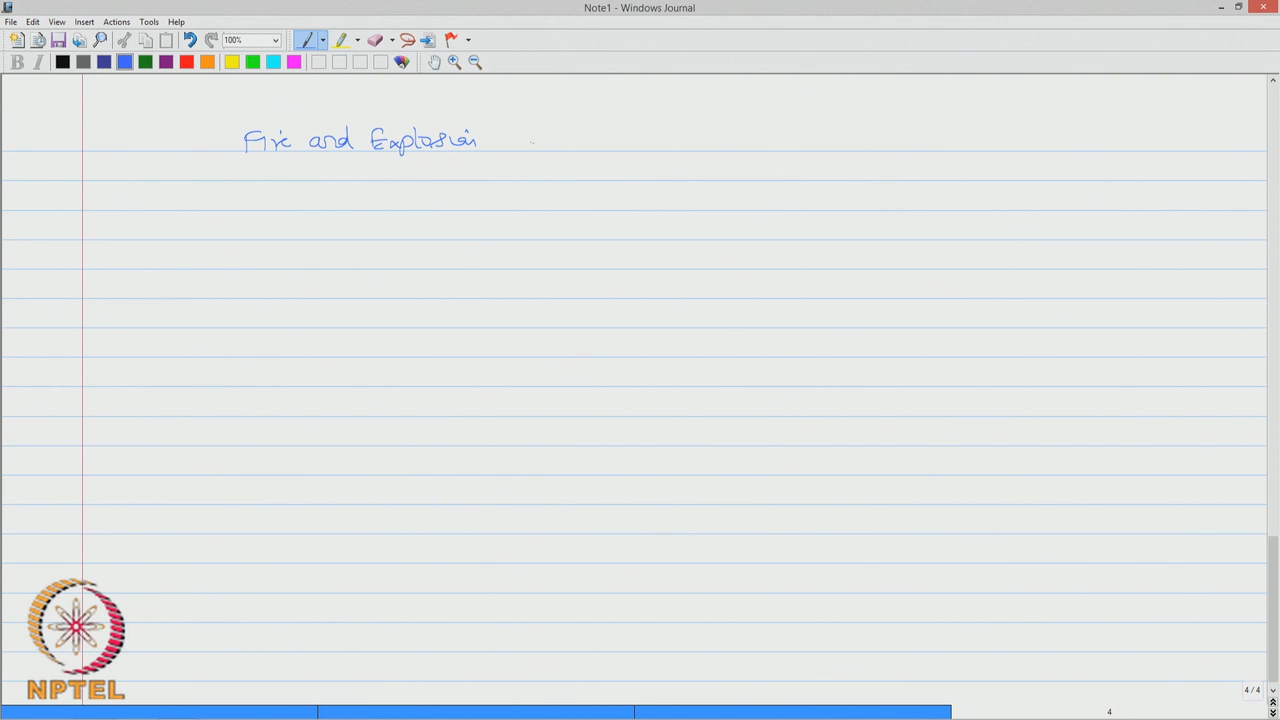 Note1 - Windows Journal
File Edit View Insert Actions Tools Help
100%
B I
Fire and Explosion
NPTEL
4 / 4
4